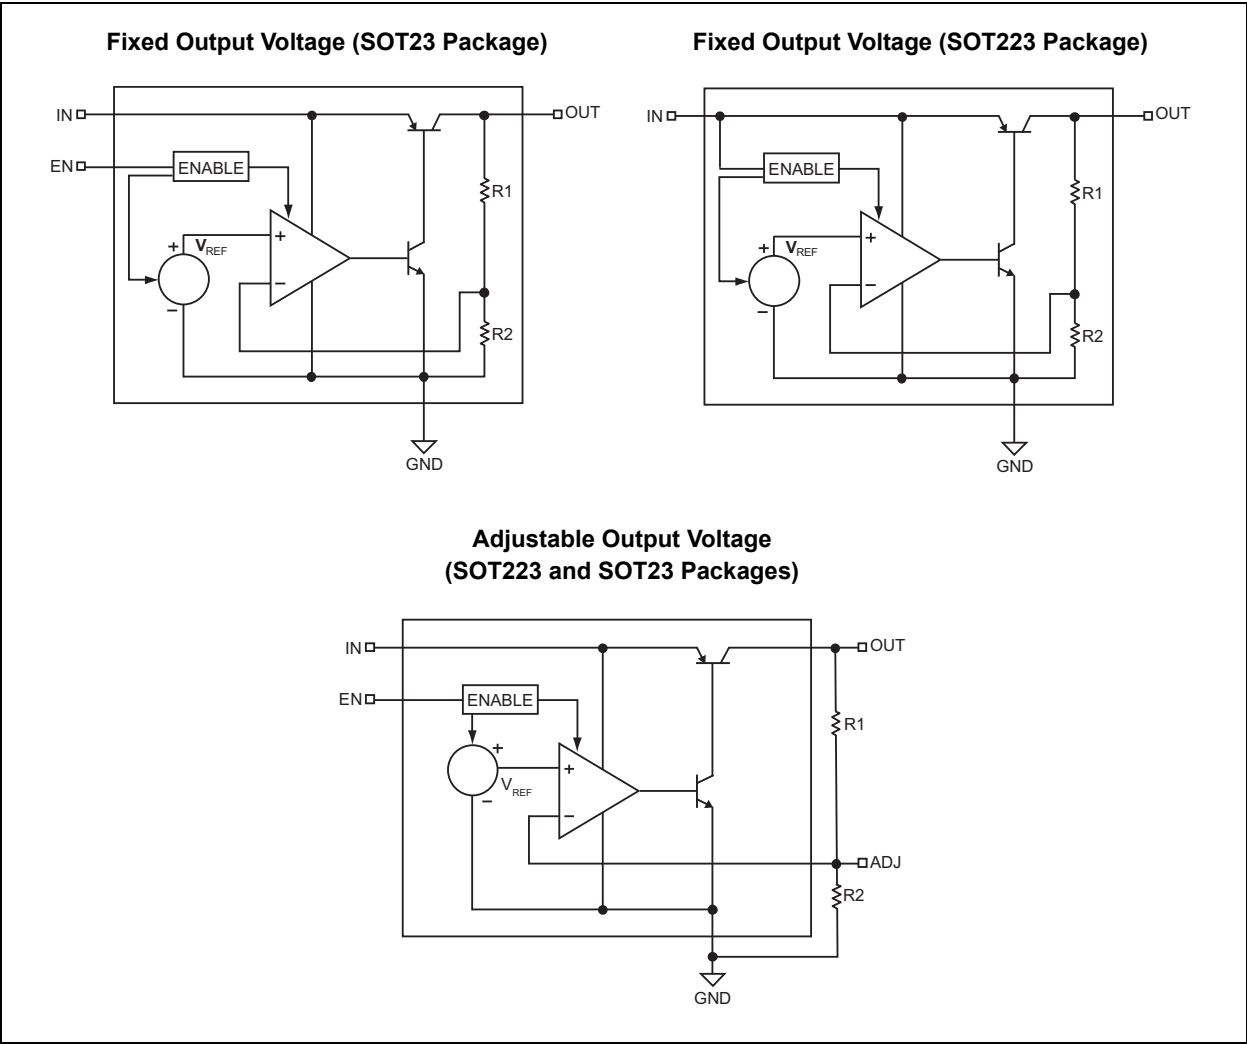 Fixed Output Voltage (SOT23 Package)
IN
OUT
EN
ENABLE
R1
+
VREF
+
−
−
R2
GND
Fixed Output Voltage (SOT223 Package)
IN
OUT
ENABLE
R1
+
VREF
+
−
−
R2
GND
Adjustable Output Voltage
(SOT223 and SOT23 Packages)
IN
OUT
EN
ENABLE
R1
+
+
VREF
−
−
ADJ
R2
GND